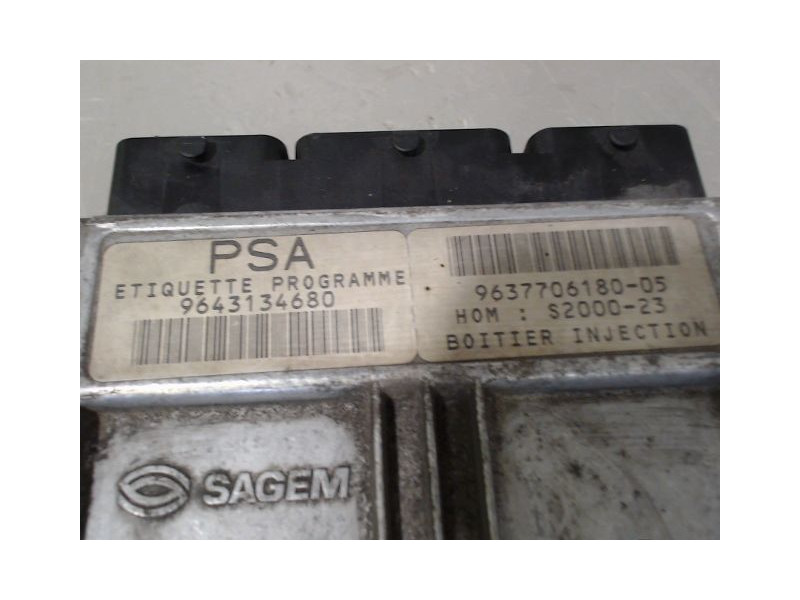 PSA
ETIQUETTE PROGRAMME
9643134680
9637706180-05
HOM : S2000-23
BOITIER INJECTION
SAGEM